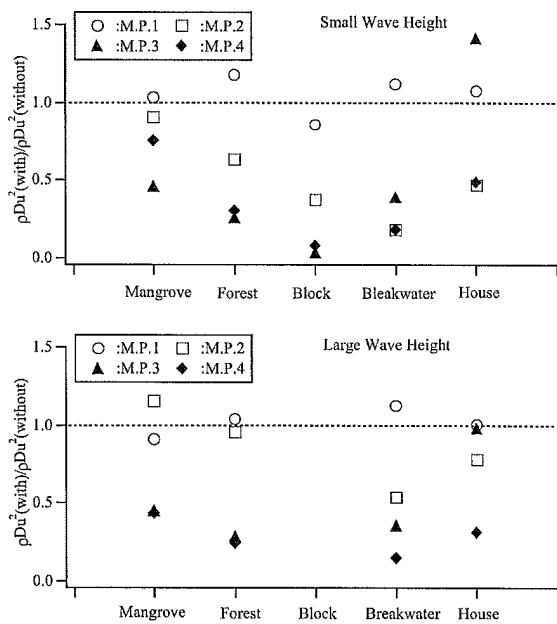 1.5
1.0
0.5
0.0
ρDu²(with)/ρDu²(without)
:M.P.1 :M.P.2
:M.P.3 :M.P.4
Small Wave Height
Mangrove Forest Block Bleakwater House
1.5
1.0
0.5
0.0
ρDu²(with)/ρDu²(without)
:M.P.1 :M.P.2
:M.P.3 :M.P.4
Large Wave Height
Mangrove Forest Block Breakwater House